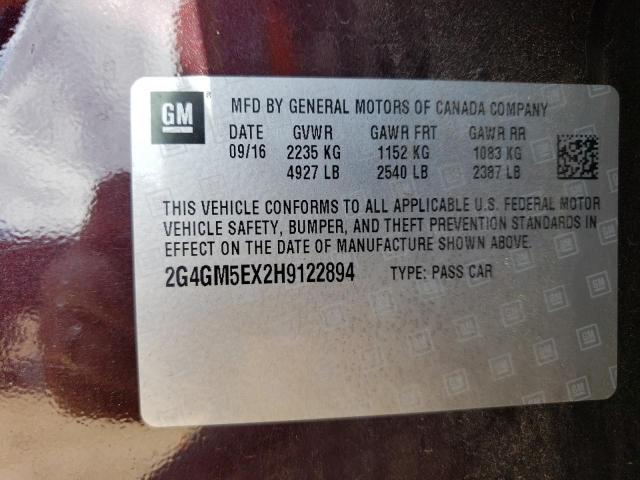 GM ® MFD BY GENERAL MOTORS OF CANADA COMPANY
DATE GVWR GAWR FRT GAWR RR
09/16 2235 KG 1152 KG 1083 KG
4927 LB 2540 LB 2387 LB
THIS VEHICLE CONFORMS TO ALL APPLICABLE U.S. FEDERAL MOTOR
VEHICLE SAFETY, BUMPER, AND THEFT PREVENTION STANDARDS IN
EFFECT ON THE DATE OF MANUFACTURE SHOWN ABOVE.
2G4GM5EX2H9122894 TYPE: PASS CAR